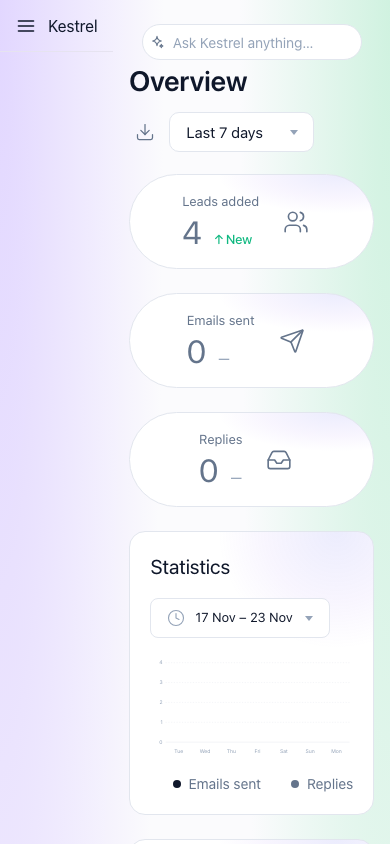 Kestrel
Ask Kestrel anything...
Overview
Last 7 days
Leads added
4 ↑ New
Emails sent
0 –
Replies
0 –
Statistics
17 Nov – 23 Nov
4
3
2
1
0
Tue Wed Thu Fri Sat Sun Mon
Emails sent Replies